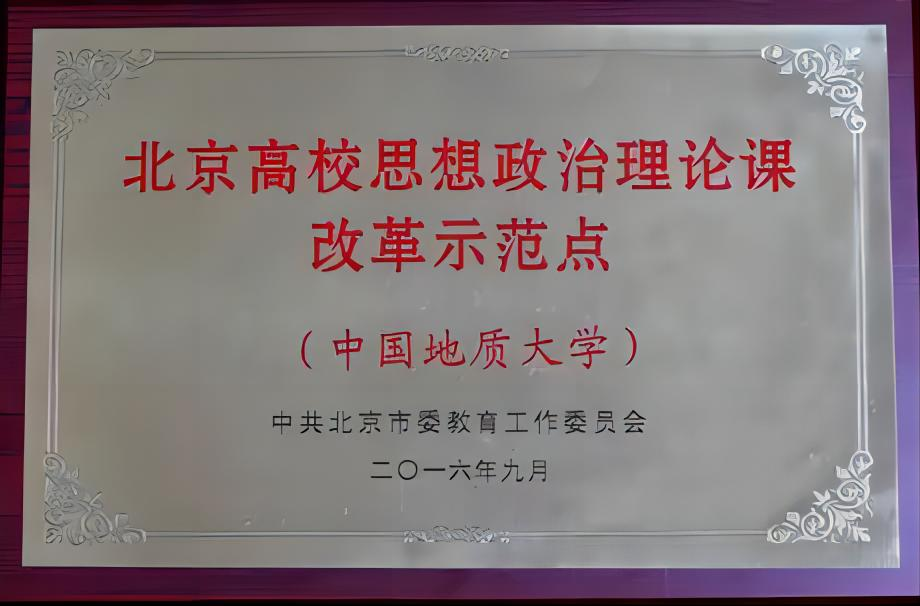 北京高校思想政治理论课
改革示范点
（中国地质大学）
中共北京市委教育工作委员会
二〇一六年九月